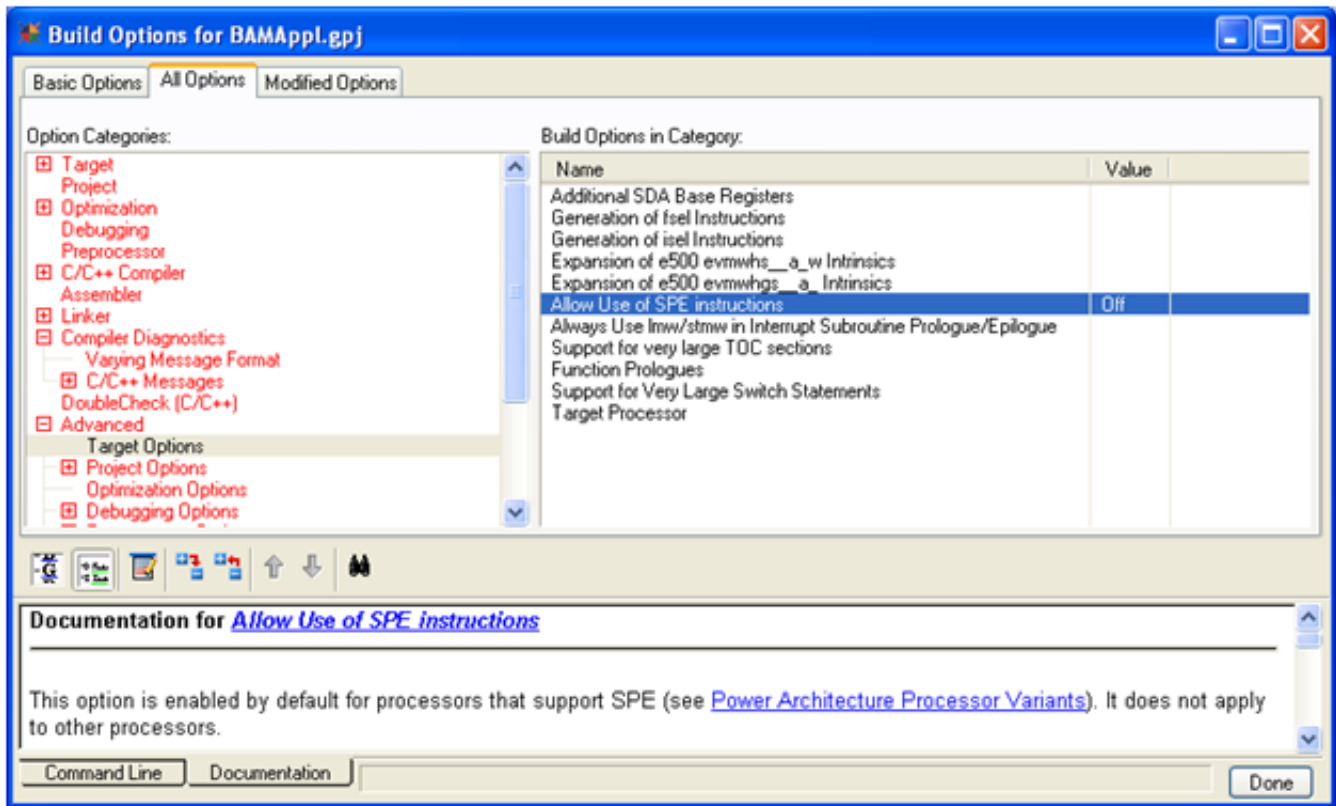 Build Options for BAMAppl.gpj
Basic Options
All Options
Modified Options
Option Categories:
Target
Project
Optimization
Debugging
Preprocessor
C/C++ Compiler
Assembler
Linker
Compiler Diagnostics
Varying Message Format
C/C++ Messages
DoubleCheck (C/C++)
Advanced
Target Options
Project Options
Optimization Options
Debugging Options
Build Options in Category:
Name Value
Additional SDA Base Registers
Generation of fsel Instructions
Generation of isel Instructions
Expansion of e500 evmwhs__a_w Intrinsics
Expansion of e500 evmwhgs__a_ Intrinsics
Allow Use of SPE instructions Off
Always Use lmw/stmw in Interrupt Subroutine Prologue/Epilogue
Support for very large TOC sections
Function Prologues
Support for Very Large Switch Statements
Target Processor
Documentation for Allow Use of SPE instructions
This option is enabled by default for processors that support SPE (see Power Architecture Processor Variants). It does not apply
to other processors.
Command Line
Documentation
Done